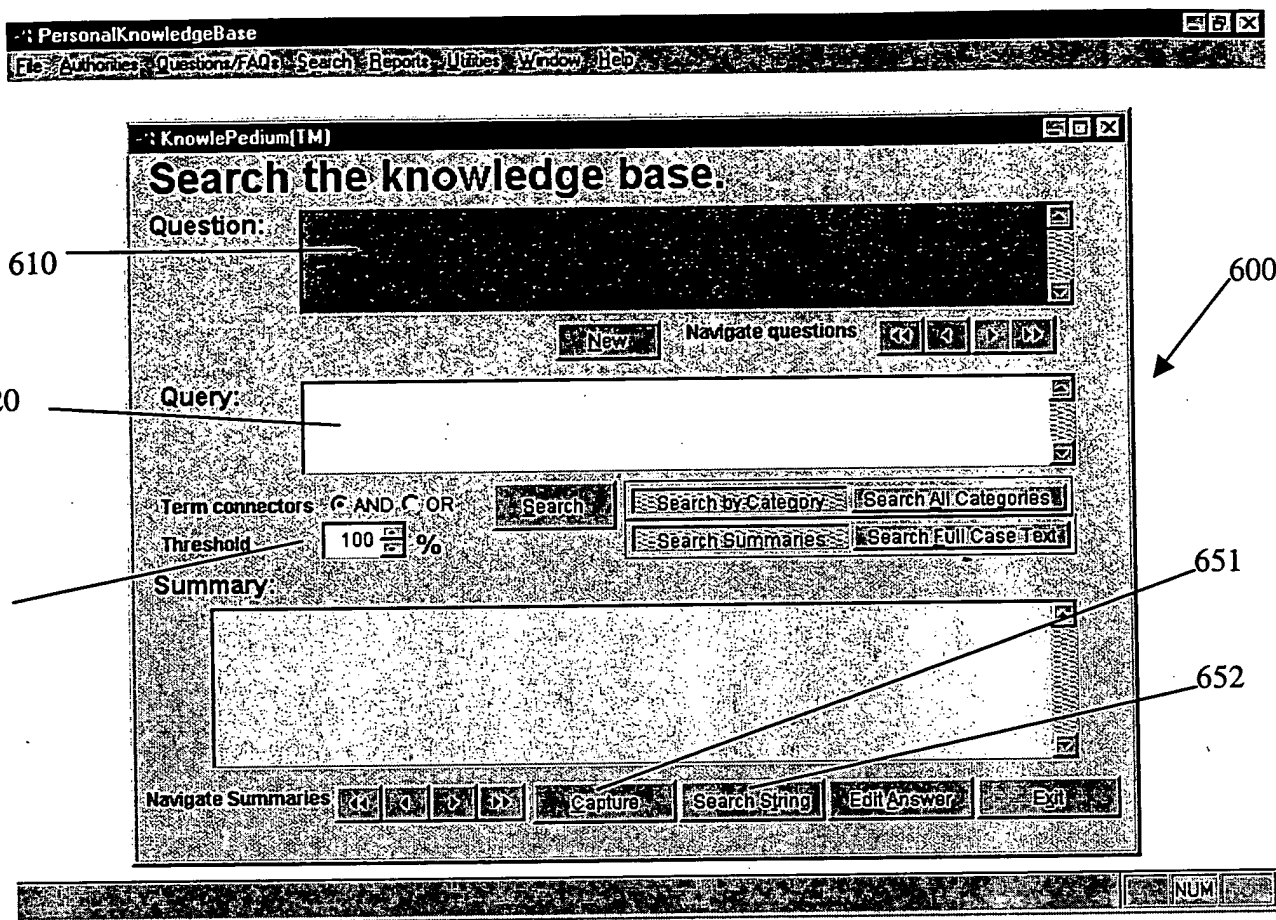 PersonalKnowledgeBase
File Authorities Questions/FAQs Search Reports Utilities Window Help
KnowlePedium(TM)
Search the knowledge base.
Question:
610
600
New
Navigate questions
Query:
20
Term connectors AND OR
Search
Search by Category
Search All Categories
Threshold 100 %
Search Summaries
Search Full Case Text
Summary:
651
652
Navigate Summaries
Capture
Search String
Edit Answer
Exit
NUM